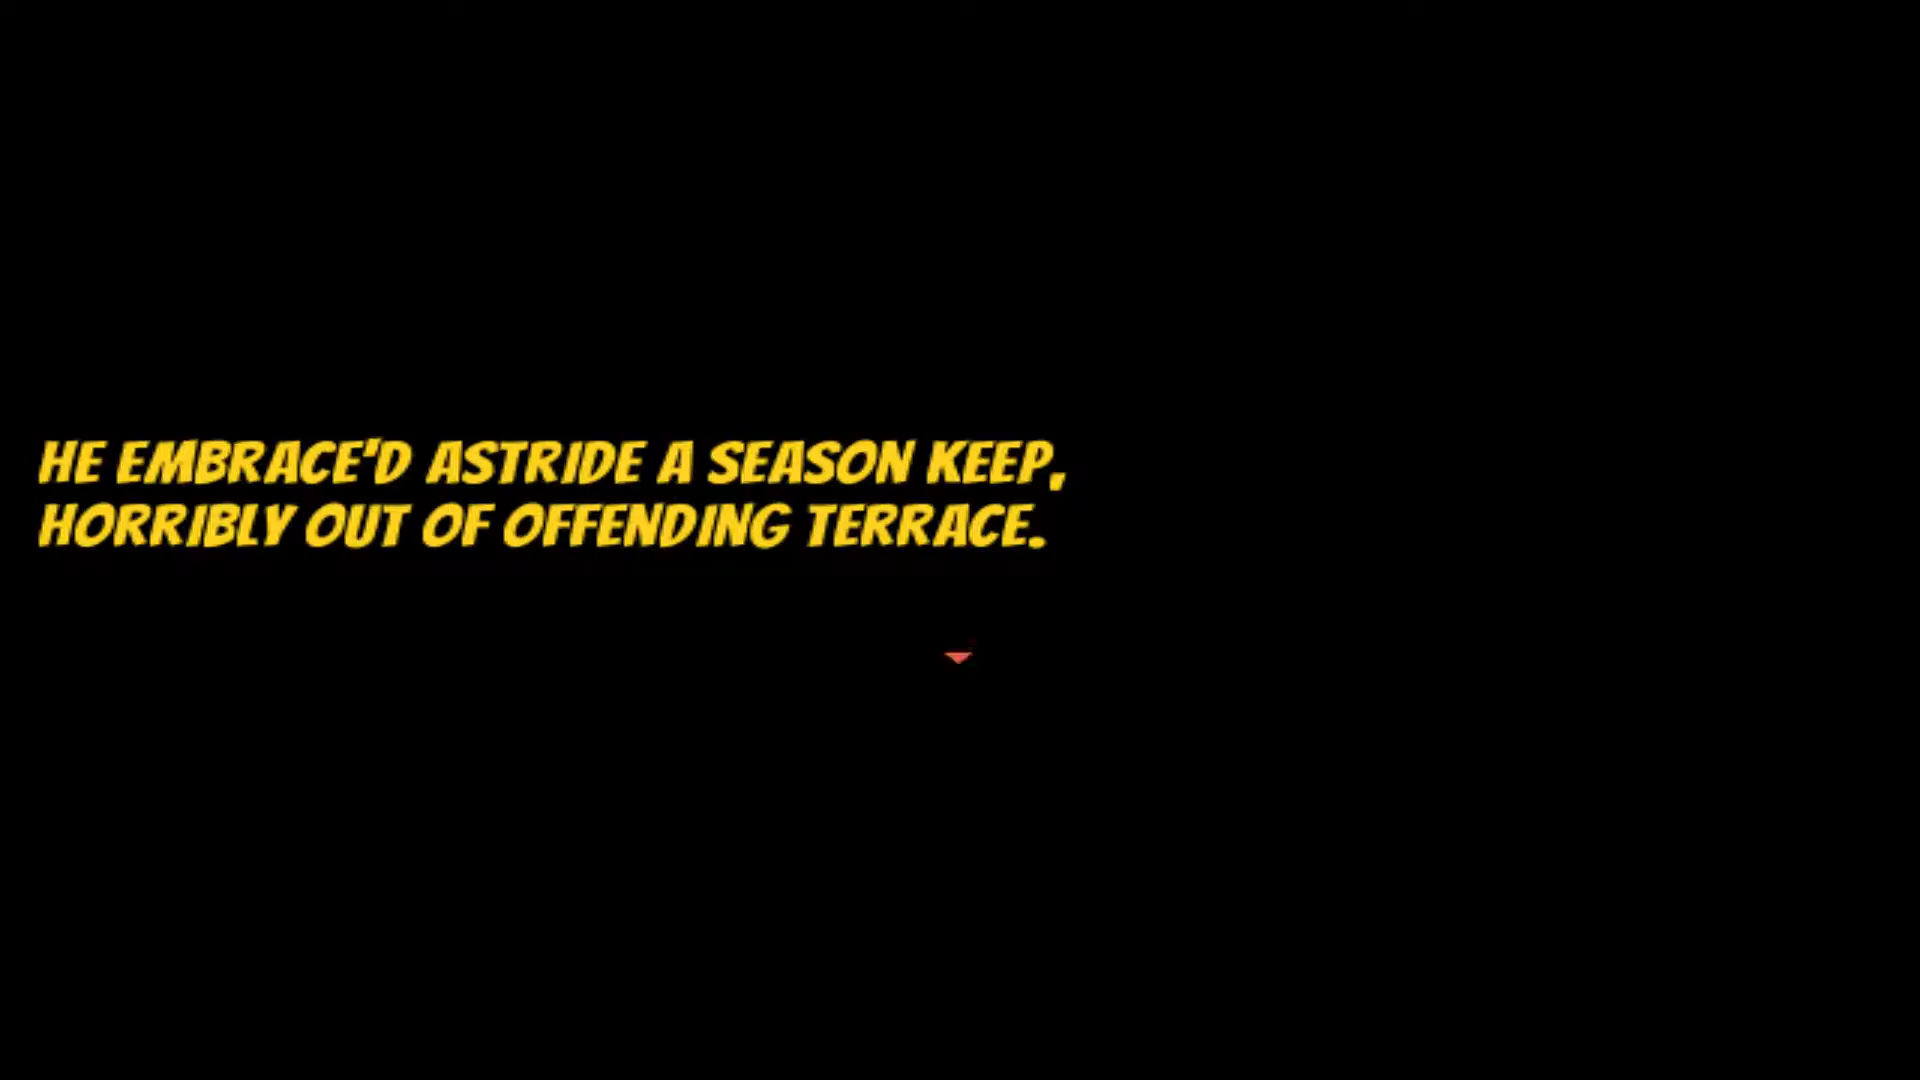 HE EMBRACE'D ASTRIDE A SEASON KEEP,
HORRIBLY OUT OF OFFENDING TERRACE.